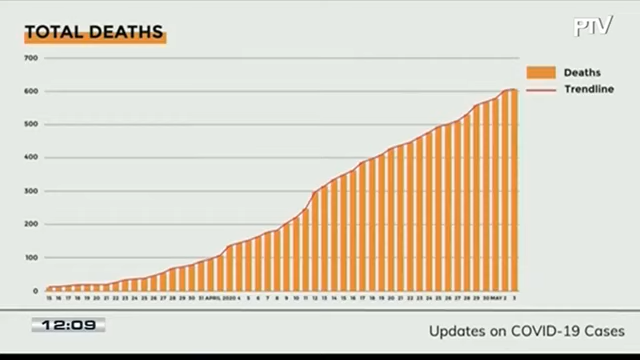 TOTAL DEATHS
PTV
700
600
500
400
300
200
100
0
Deaths
Trendline
15 16 17 18 19 20 21 22 23 24 25 26 27 28 29 30 31 APRIL 2020 4 5 6 7 8 9 10 11 12 13 14 15 16 17 18 19 20 21 22 23 24 25 26 27 28 29 30 MAY 2 3
12:09
Updates on COVID-19 Cases